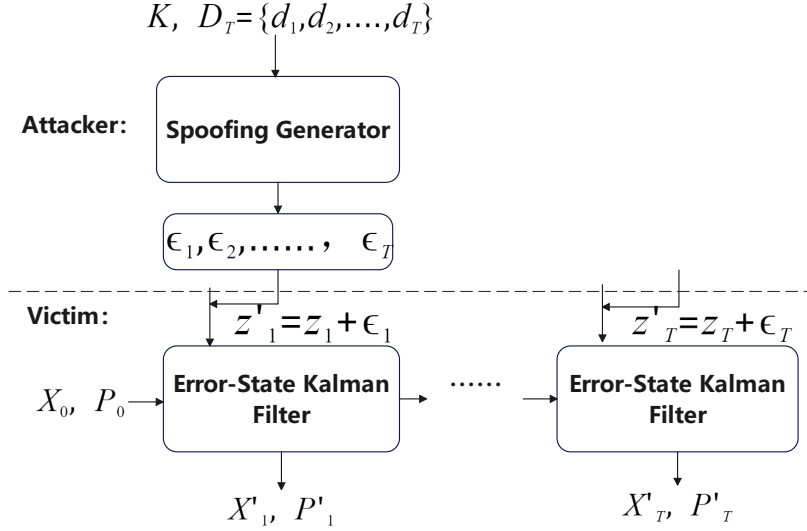 K, D_T={d_1,d_2,....,d_T}
Attacker:
Spoofing Generator
ϵ_1,ϵ_2,......, ϵ_T
Victim:
z'_1=z_1+ϵ_1
z'_T=z_T+ϵ_T
X_0, P_0
Error-State Kalman
Filter
......
Error-State Kalman
Filter
X'_1, P'_1
X'_T, P'_T